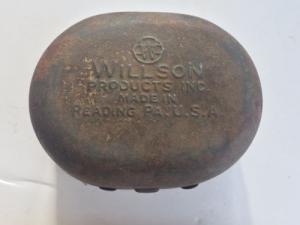 WILLSON
PRODUCTS INC.
MADE IN
READING PA. U.S.A